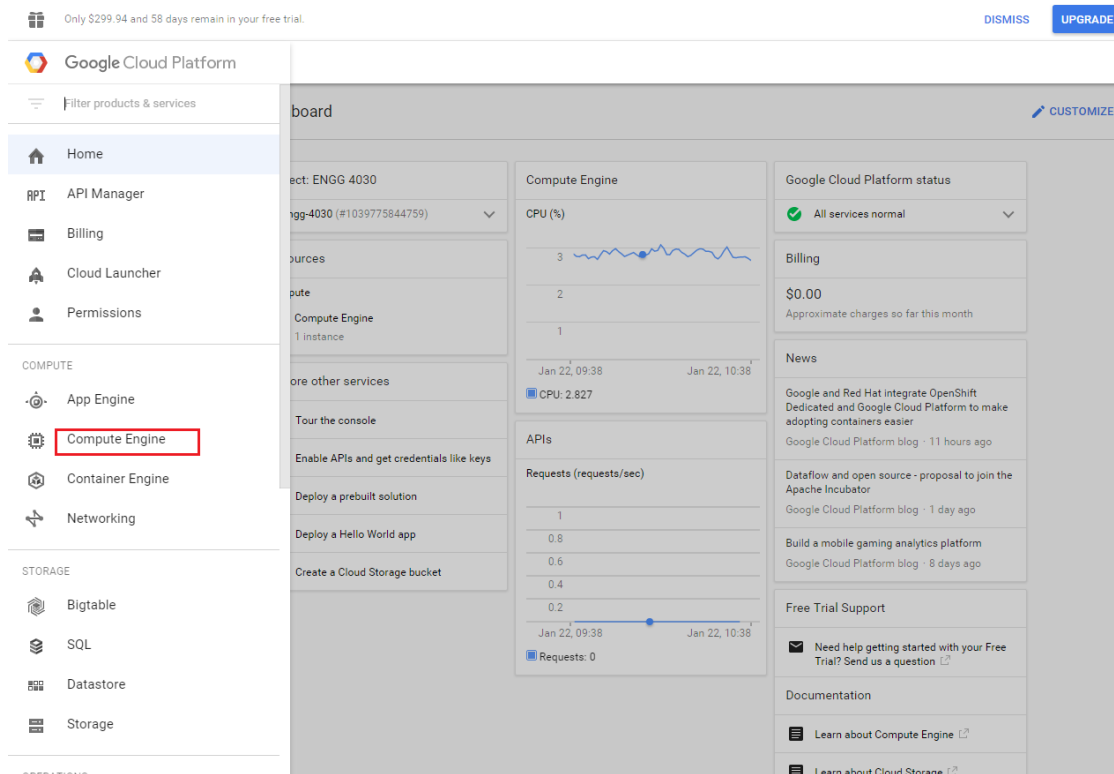 Only $299.94 and 58 days remain in your free trial.
DISMISS
UPGRADE
Google Cloud Platform
Filter products & services
Home
API Manager
Billing
Cloud Launcher
Permissions
COMPUTE
App Engine
Compute Engine
Container Engine
Networking
STORAGE
Bigtable
SQL
Datastore
Storage
OPERATIONS
board
CUSTOMIZE
ect: ENGG 4030
ngg-4030 (#1039775844759)
ources
pute
Compute Engine
1 instance
ore other services
Tour the console
Enable APIs and get credentials like keys
Deploy a prebuilt solution
Deploy a Hello World app
Create a Cloud Storage bucket
Compute Engine
CPU (%)
3
2
1
Jan 22, 09:38
Jan 22, 10:38
CPU: 2.827
APIs
Requests (requests/sec)
1
0.8
0.6
0.4
0.2
Jan 22, 09:38
Jan 22, 10:38
Requests: 0
Google Cloud Platform status
All services normal
Billing
$0.00
Approximate charges so far this month
News
Google and Red Hat integrate OpenShift
Dedicated and Google Cloud Platform to make
adopting containers easier
Google Cloud Platform blog · 11 hours ago
Dataflow and open source - proposal to join the
Apache Incubator
Google Cloud Platform blog · 1 day ago
Build a mobile gaming analytics platform
Google Cloud Platform blog · 8 days ago
Free Trial Support
Need help getting started with your Free
Trial? Send us a question
Documentation
Learn about Compute Engine
Learn about Cloud Storage